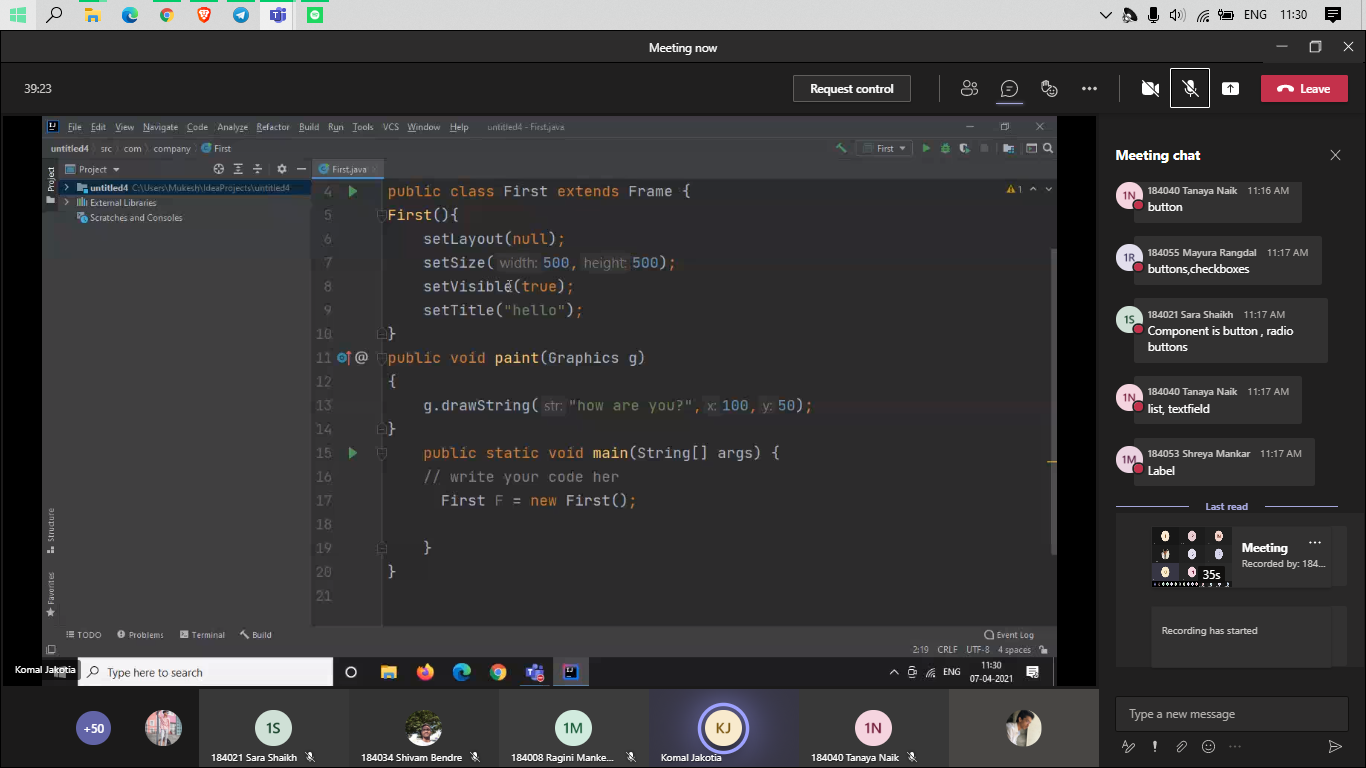 ENG 11:30
Meeting now
39:23
Request control
Leave
File Edit View Navigate Code Analyze Refactor Build Run Tools VCS Window Help untitled4 - First.java
untitled4 src com company First
First
Project
Project
First.java
untitled4 C:\Users\Mukesh\IdeaProjects\untitled4
External Libraries
Scratches and Consoles
1
4 public class First extends Frame {
5 First(){
6 setLayout(null);
7 setSize( width: 500, height: 500);
8 setVisible(true);
9 setTitle("hello");
10 }
11 @ public void paint(Graphics g)
12 {
13 g.drawString( str: "how are you?", x: 100, y: 50);
14 }
15 public static void main(String[] args) {
16 // write your code her
17 First F = new First();
18
19 }
20 }
21
Structure
Favorites
TODO Problems Terminal Build
Event Log
2:19 CRLF UTF-8 4 spaces
Komal Jakotia
Type here to search
ENG
11:30
07-04-2021
Meeting chat
1N
184040 Tanaya Naik 11:16 AM
button
1R
184055 Mayura Rangdal 11:17 AM
buttons,checkboxes
1S
184021 Sara Shaikh 11:17 AM
Component is button , radio
buttons
1N
184040 Tanaya Naik 11:17 AM
list, textfield
1M
184053 Shreya Mankar 11:17 AM
Label
Last read
Meeting
Recorded by: 184...
35s
Recording has started
Type a new message
+50
1S
184021 Sara Shaikh
184034 Shivam Bendre
1M
184008 Ragini Manke...
KJ
Komal Jakotia
1N
184040 Tanaya Naik